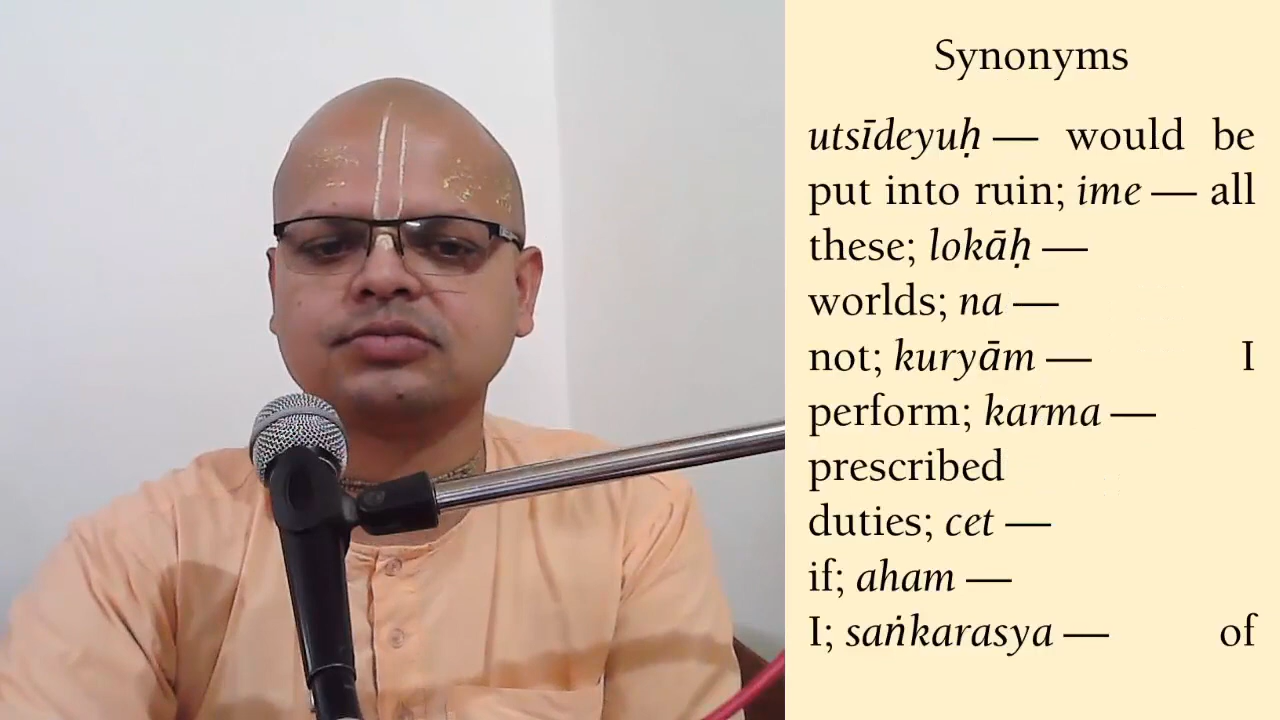 Synonyms
utsīdeyuḥ — would be
put into ruin; ime — all
these; lokāḥ —
worlds; na —
not; kuryām — I
perform; karma —
prescribed
duties; cet —
if; aham —
I; saṅkarasya — of